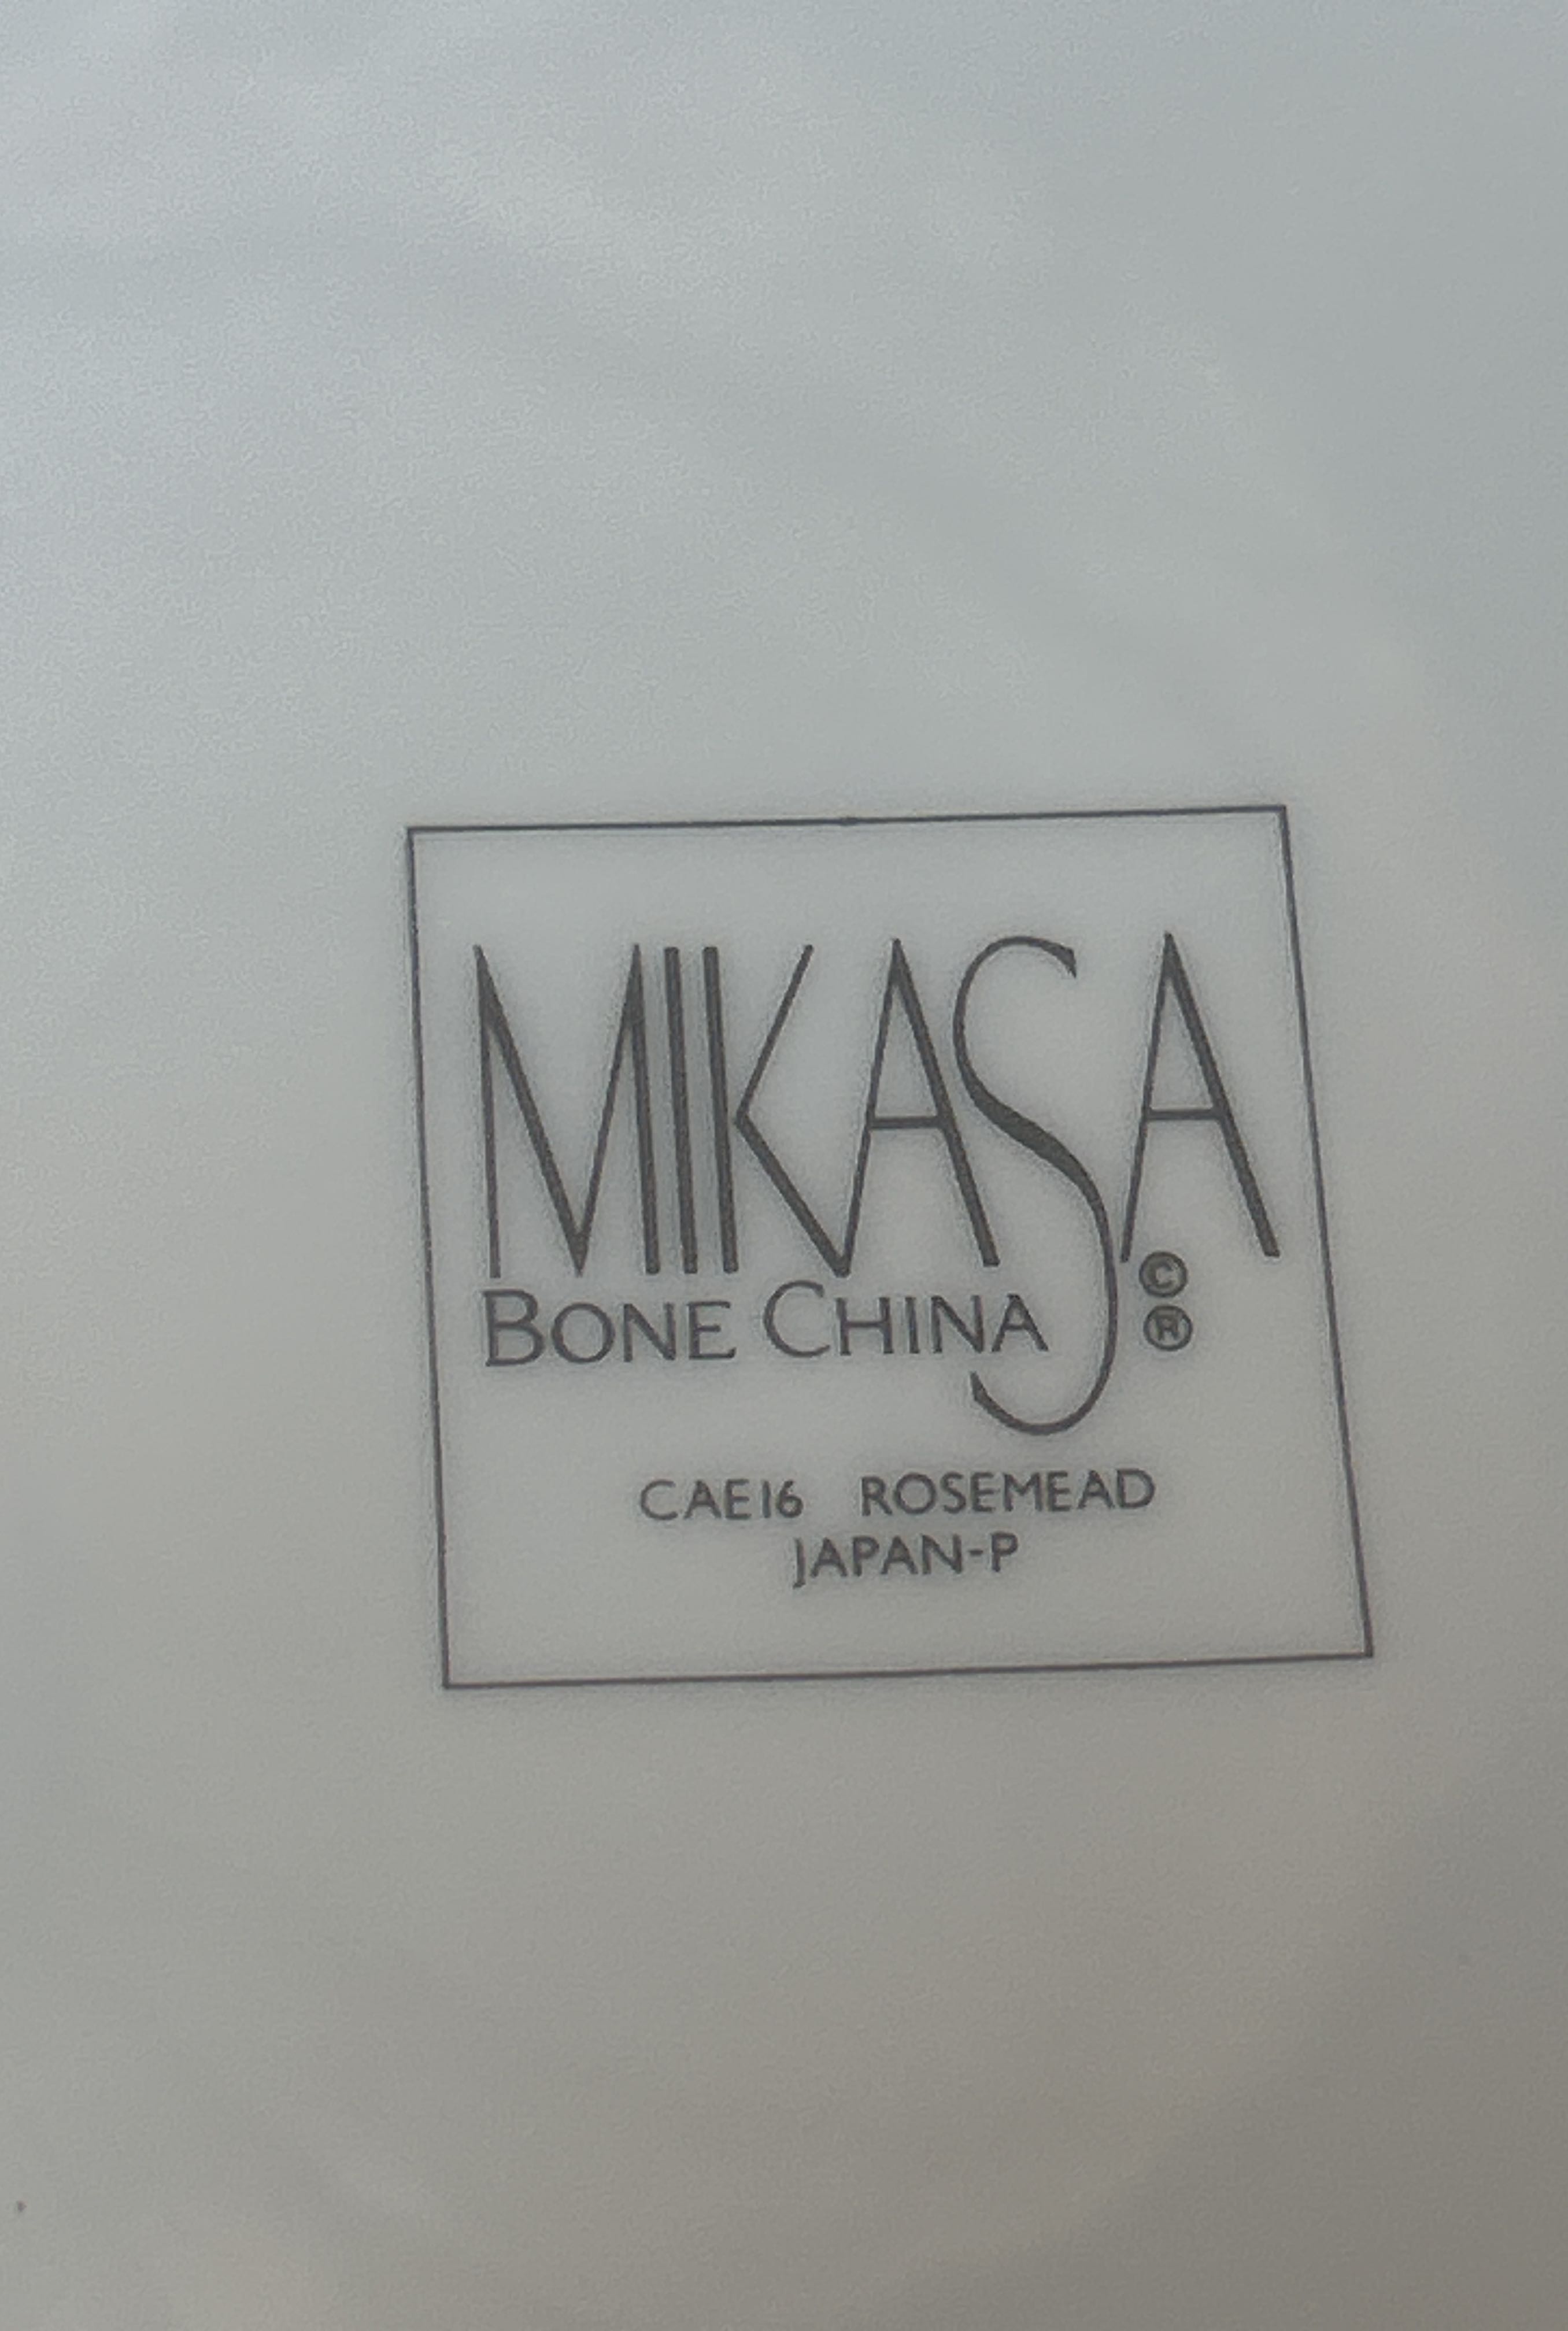 MIKASA
BONE CHINA ©
®
CAE16 ROSEMEAD
JAPAN-P